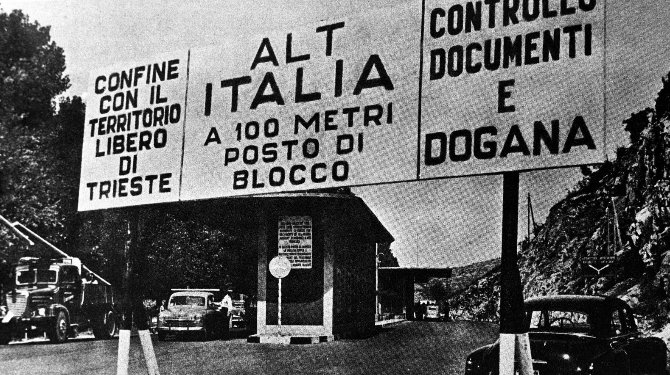 CONFINE
CON IL
TERRITORIO
LIBERO
DI
TRIESTE
ALT
ITALIA
A 100 METRI
POSTO DI
BLOCCO
CONTROLLO
DOCUMENTI
E
DOGANA